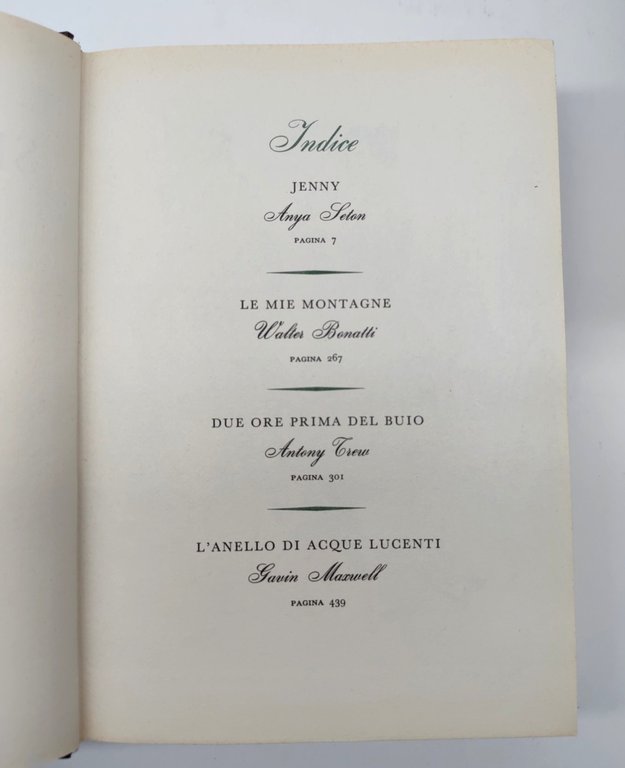 Indice
JENNY
Anya Seton
PAGINA 7
LE MIE MONTAGNE
Walter Bonatti
PAGINA 267
DUE ORE PRIMA DEL BUIO
Antony Trew
PAGINA 301
L'ANELLO DI ACQUE LUCENTI
Gavin Maxwell
PAGINA 439